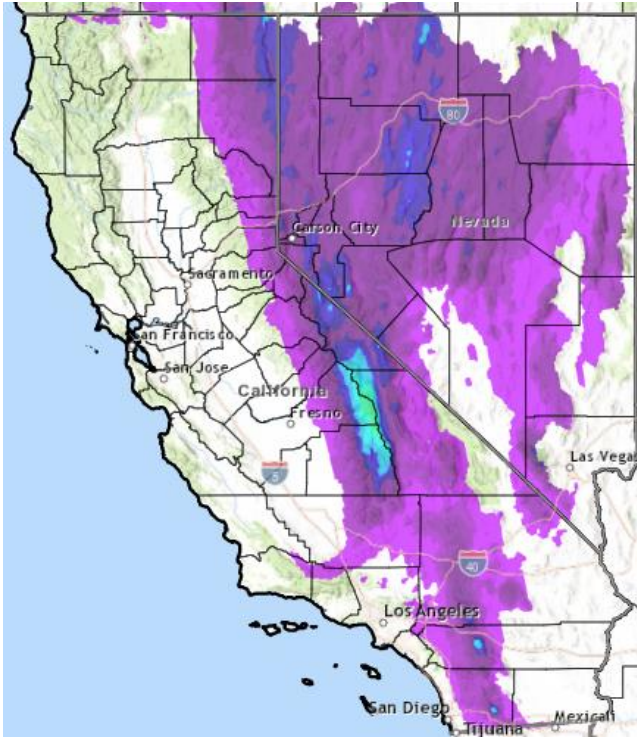 80
Nevada
Carson City
Sacramento
San Francisco
San Jose
California
Fresno
5
Las Vegas
40
Los Angeles
San Diego
Mexicali
Tijuana